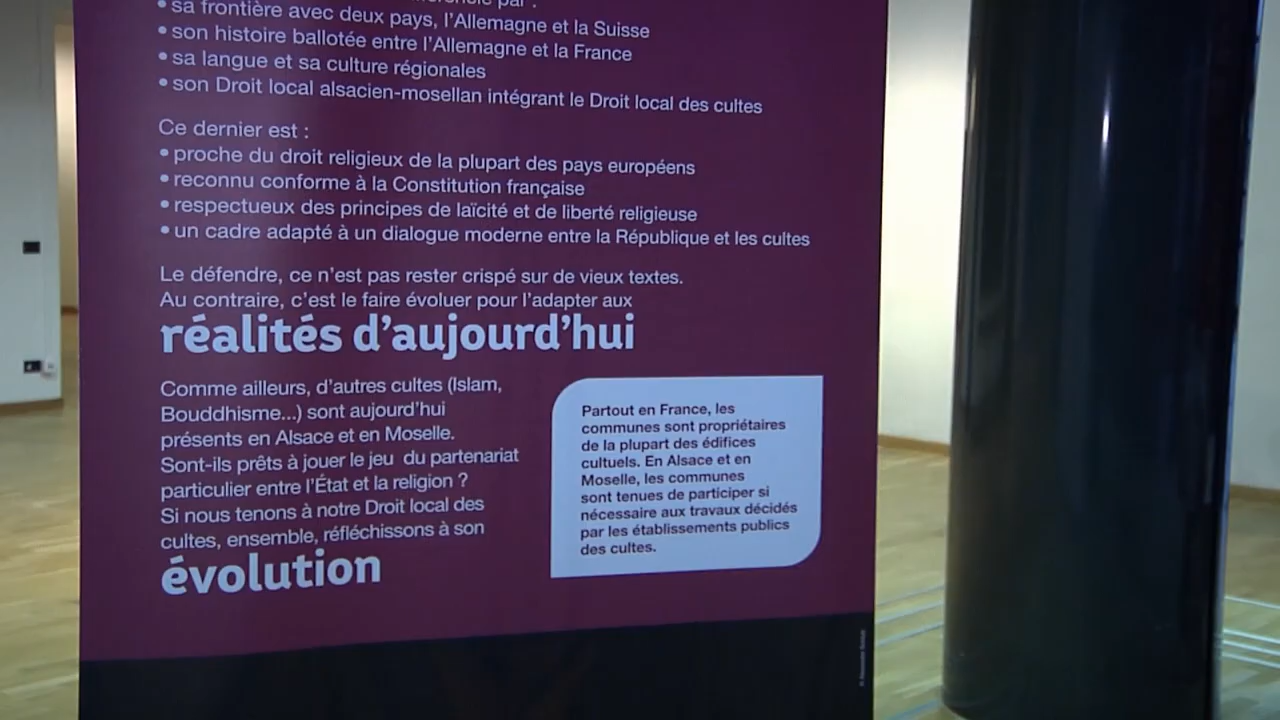 par :
• sa frontière avec deux pays, l'Allemagne et la Suisse
• son histoire ballotée entre l'Allemagne et la France
• sa langue et sa culture régionales
• son Droit local alsacien-mosellan intégrant le Droit local des cultes
Ce dernier est :
• proche du droit religieux de la plupart des pays européens
• reconnu conforme à la Constitution française
• respectueux des principes de laïcité et de liberté religieuse
• un cadre adapté à un dialogue moderne entre la République et les cultes
Le défendre, ce n'est pas rester crispé sur de vieux textes.
Au contraire, c'est le faire évoluer pour l'adapter aux
réalités d'aujourd'hui
Comme ailleurs, d'autres cultes (Islam,
Bouddhisme...) sont aujourd'hui
présents en Alsace et en Moselle.
Sont-ils prêts à jouer le jeu du partenariat
particulier entre l'État et la religion ?
Si nous tenons à notre Droit local des
cultes, ensemble, réfléchissons à son
évolution
Partout en France, les
communes sont propriétaires
de la plupart des édifices
cultuels. En Alsace et en
Moselle, les communes
sont tenues de participer si
nécessaire aux travaux décidés
par les établissements publics
des cultes.